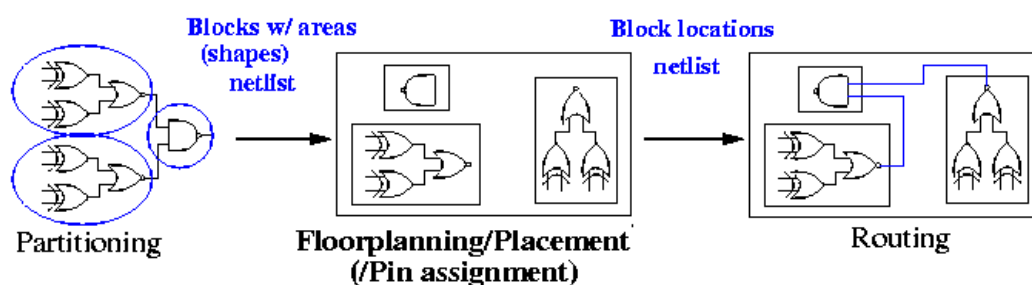 Blocks w/ areas
(shapes)
netlist
Block locations
netlist
Partitioning
Floorplanning/Placement
(/Pin assignment)
Routing